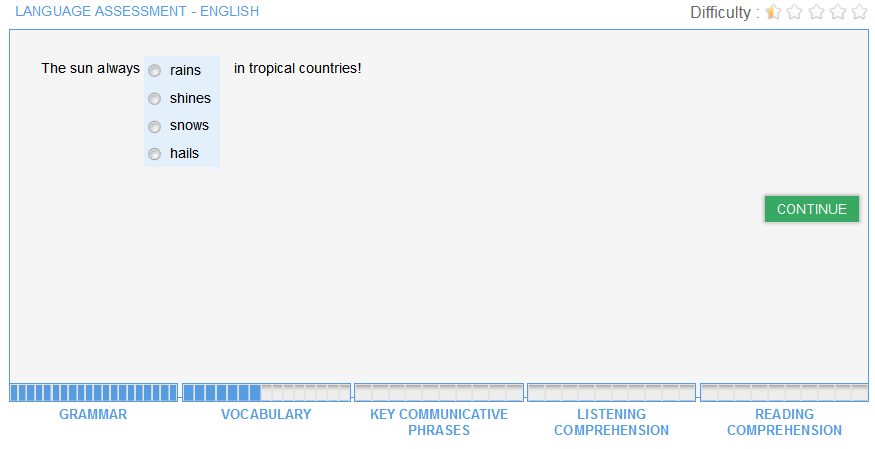 LANGUAGE ASSESSMENT - ENGLISH
Difficulty :
The sun always rains in tropical countries!
shines
snows
hails
CONTINUE
GRAMMAR
VOCABULARY
KEY COMMUNICATIVE
PHRASES
LISTENING
COMPREHENSION
READING
COMPREHENSION